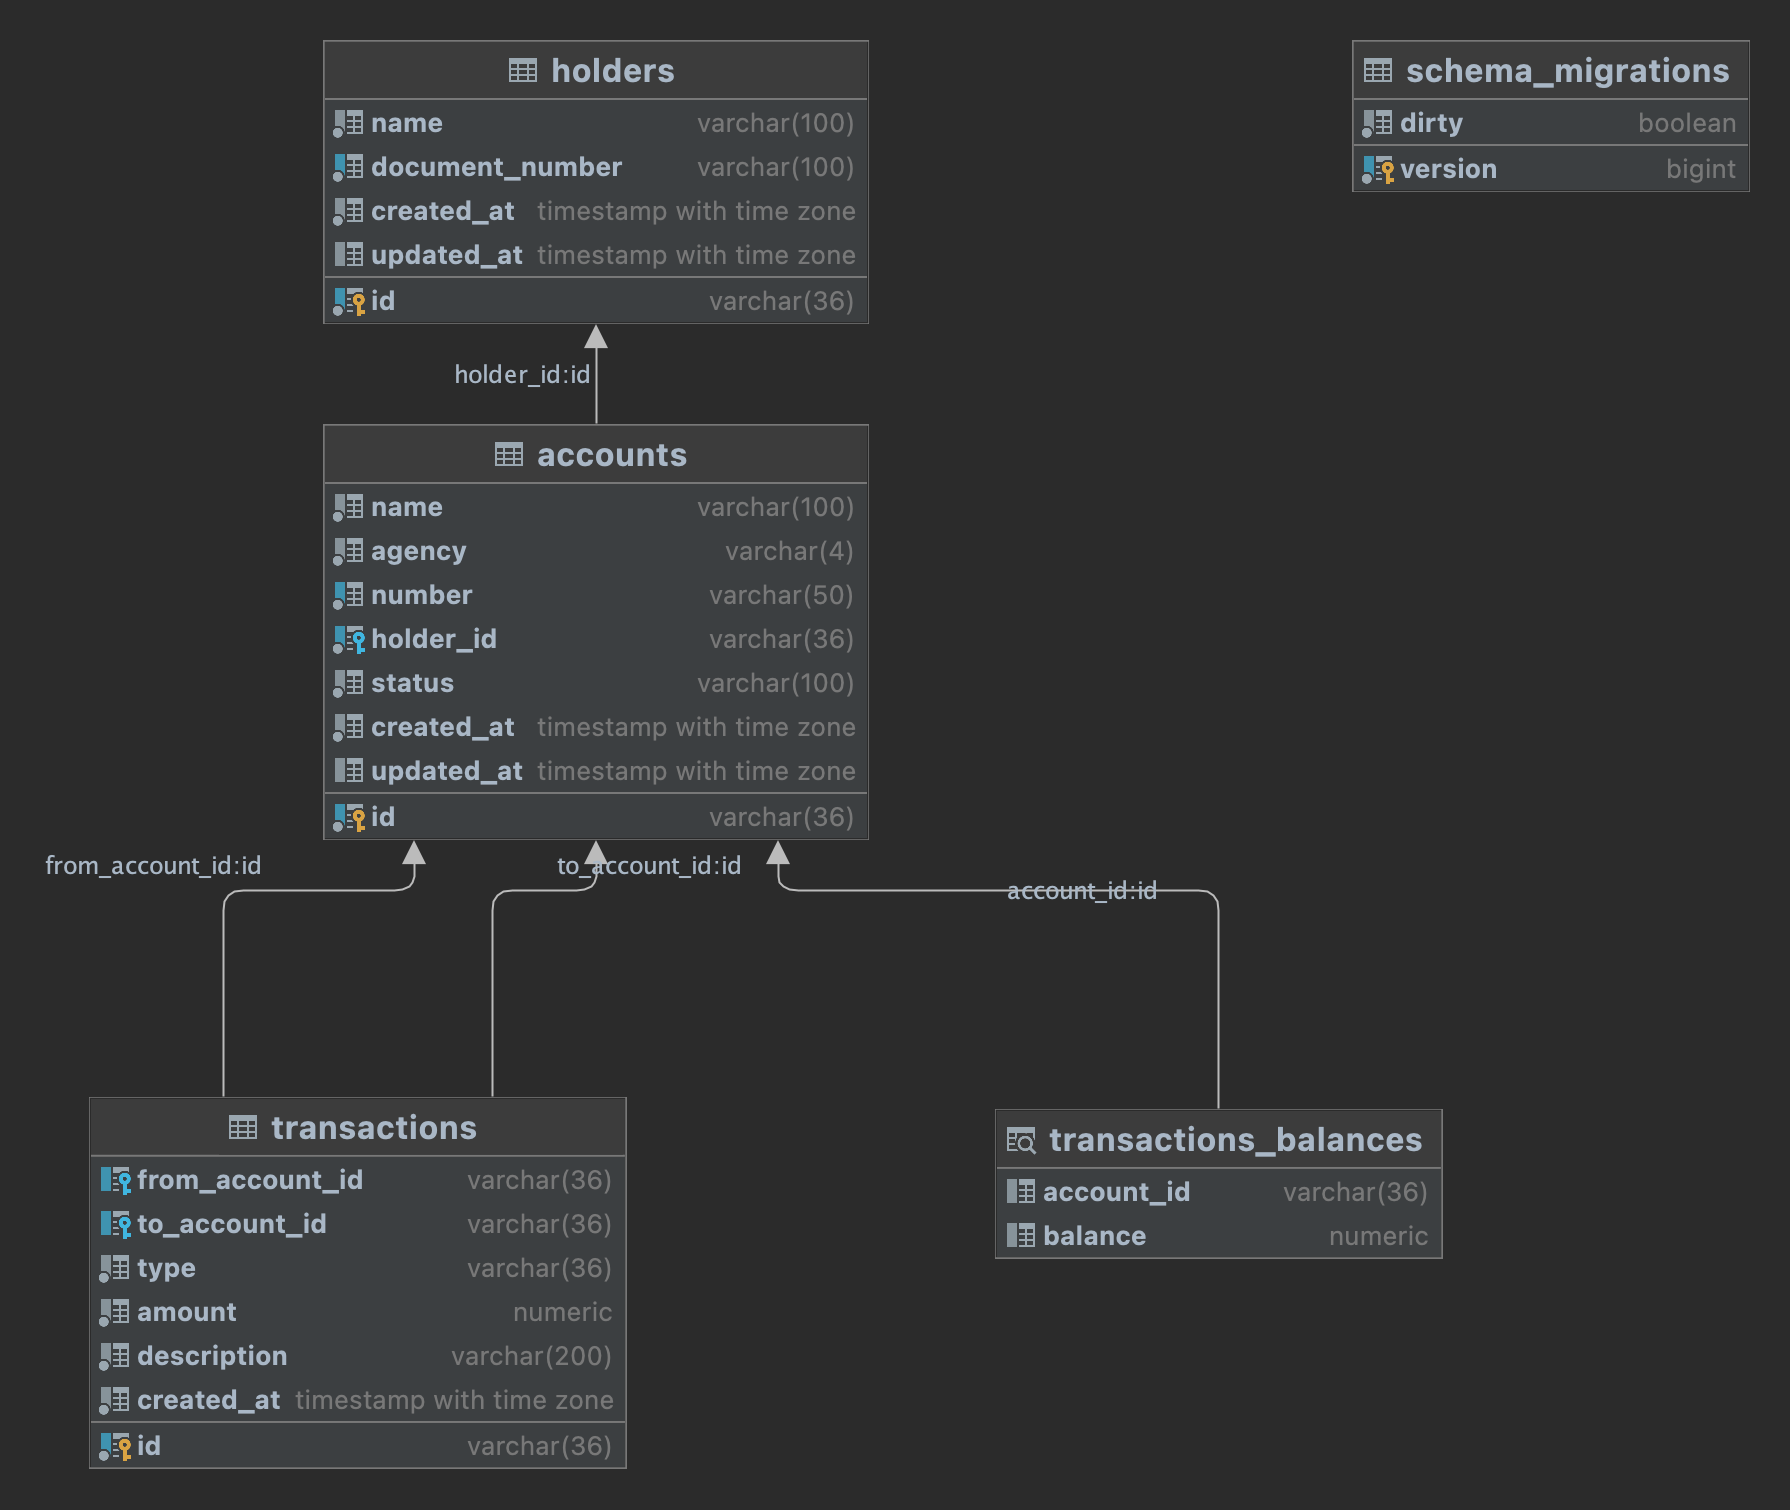 holders
name varchar(100)
document_number varchar(100)
created_at timestamp with time zone
updated_at timestamp with time zone
id varchar(36)
schema_migrations
dirty boolean
version bigint
holder_id:id
accounts
name varchar(100)
agency varchar(4)
number varchar(50)
holder_id varchar(36)
status varchar(100)
created_at timestamp with time zone
updated_at timestamp with time zone
id varchar(36)
from_account_id:id
to_account_id:id
account_id:id
transactions
from_account_id varchar(36)
to_account_id varchar(36)
type varchar(36)
amount numeric
description varchar(200)
created_at timestamp with time zone
id varchar(36)
transactions_balances
account_id varchar(36)
balance numeric